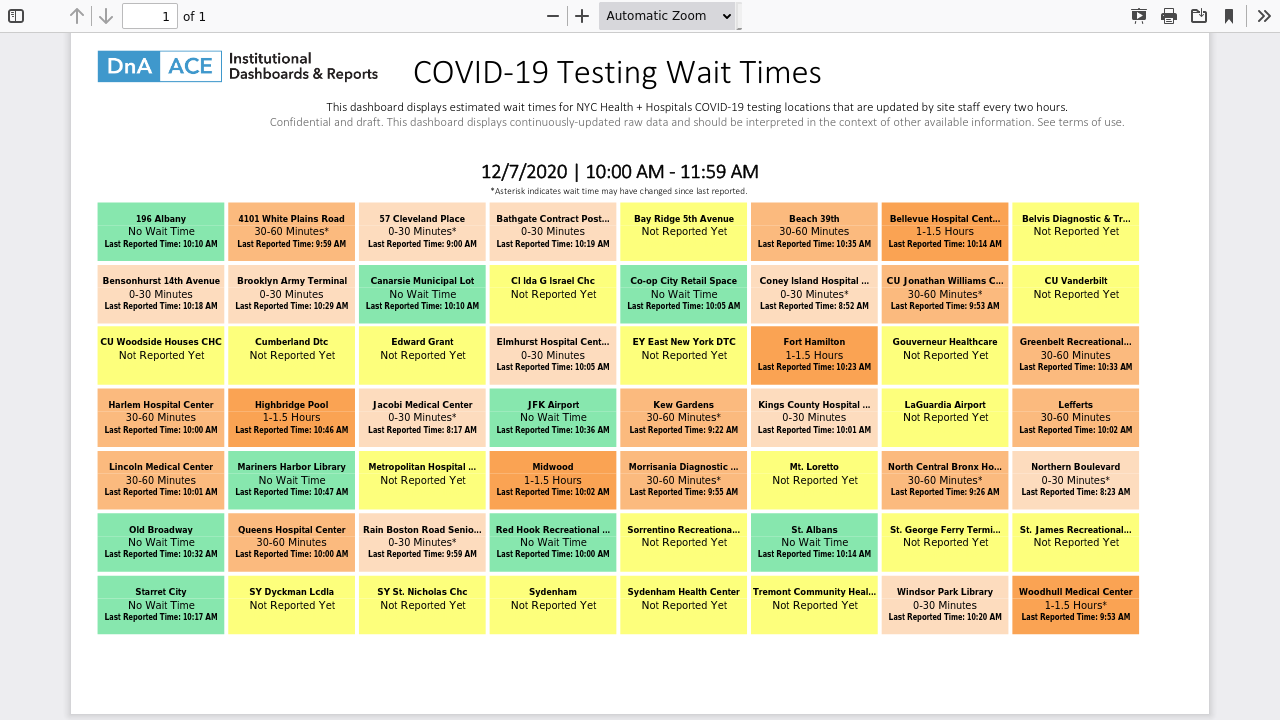 1 of 1 Automatic Zoom
DnA ACE Institutional
Dashboards & Reports
COVID-19 Testing Wait Times
This dashboard displays estimated wait times for NYC Health + Hospitals COVID-19 testing locations that are updated by site staff every two hours.
Confidential and draft. This dashboard displays continuously-updated raw data and should be interpreted in the context of other available information. See terms of use.
12/7/2020 | 10:00 AM - 11:59 AM
*Asterisk indicates wait time may have changed since last reported.
196 Albany
No Wait Time
Last Reported Time: 10:10 AM
4101 White Plains Road
30-60 Minutes*
Last Reported Time: 9:59 AM
57 Cleveland Place
0-30 Minutes*
Last Reported Time: 9:00 AM
Bathgate Contract Post...
0-30 Minutes
Last Reported Time: 10:19 AM
Bay Ridge 5th Avenue
Not Reported Yet
Beach 39th
30-60 Minutes
Last Reported Time: 10:35 AM
Bellevue Hospital Cent...
1-1.5 Hours
Last Reported Time: 10:14 AM
Belvis Diagnostic & Tr...
Not Reported Yet
Bensonhurst 14th Avenue
0-30 Minutes
Last Reported Time: 10:18 AM
Brooklyn Army Terminal
0-30 Minutes
Last Reported Time: 10:29 AM
Canarsie Municipal Lot
No Wait Time
Last Reported Time: 10:10 AM
Cl Ida G Israel Chc
Not Reported Yet
Co-op City Retail Space
No Wait Time
Last Reported Time: 10:05 AM
Coney Island Hospital ...
0-30 Minutes*
Last Reported Time: 8:52 AM
CU Jonathan Williams C...
30-60 Minutes*
Last Reported Time: 9:53 AM
CU Vanderbilt
Not Reported Yet
CU Woodside Houses CHC
Not Reported Yet
Cumberland Dtc
Not Reported Yet
Edward Grant
Not Reported Yet
Elmhurst Hospital Cent...
0-30 Minutes
Last Reported Time: 10:05 AM
EY East New York DTC
Not Reported Yet
Fort Hamilton
1-1.5 Hours
Last Reported Time: 10:23 AM
Gouverneur Healthcare
Not Reported Yet
Greenbelt Recreational...
30-60 Minutes
Last Reported Time: 10:33 AM
Harlem Hospital Center
30-60 Minutes
Last Reported Time: 10:00 AM
Highbridge Pool
1-1.5 Hours
Last Reported Time: 10:46 AM
Jacobi Medical Center
0-30 Minutes*
Last Reported Time: 8:17 AM
JFK Airport
No Wait Time
Last Reported Time: 10:36 AM
Kew Gardens
30-60 Minutes*
Last Reported Time: 9:22 AM
Kings County Hospital ...
0-30 Minutes
Last Reported Time: 10:01 AM
LaGuardia Airport
Not Reported Yet
Lefferts
30-60 Minutes
Last Reported Time: 10:02 AM
Lincoln Medical Center
30-60 Minutes
Last Reported Time: 10:01 AM
Mariners Harbor Library
No Wait Time
Last Reported Time: 10:47 AM
Metropolitan Hospital ...
Not Reported Yet
Midwood
1-1.5 Hours
Last Reported Time: 10:02 AM
Morrisania Diagnostic ...
30-60 Minutes*
Last Reported Time: 9:55 AM
Mt. Loretto
Not Reported Yet
North Central Bronx Ho...
30-60 Minutes*
Last Reported Time: 9:26 AM
Northern Boulevard
0-30 Minutes*
Last Reported Time: 8:23 AM
Old Broadway
No Wait Time
Last Reported Time: 10:32 AM
Queens Hospital Center
30-60 Minutes
Last Reported Time: 10:00 AM
Rain Boston Road Senio...
0-30 Minutes*
Last Reported Time: 9:59 AM
Red Hook Recreational ...
No Wait Time
Last Reported Time: 10:00 AM
Sorrentino Recreationa...
Not Reported Yet
St. Albans
No Wait Time
Last Reported Time: 10:14 AM
St. George Ferry Termi...
Not Reported Yet
St. James Recreational...
Not Reported Yet
Starret City
No Wait Time
Last Reported Time: 10:17 AM
SY Dyckman Lcdla
Not Reported Yet
SY St. Nicholas Chc
Not Reported Yet
Sydenham
Not Reported Yet
Sydenham Health Center
Not Reported Yet
Tremont Community Heal...
Not Reported Yet
Windsor Park Library
0-30 Minutes
Last Reported Time: 10:20 AM
Woodhull Medical Center
1-1.5 Hours*
Last Reported Time: 9:53 AM